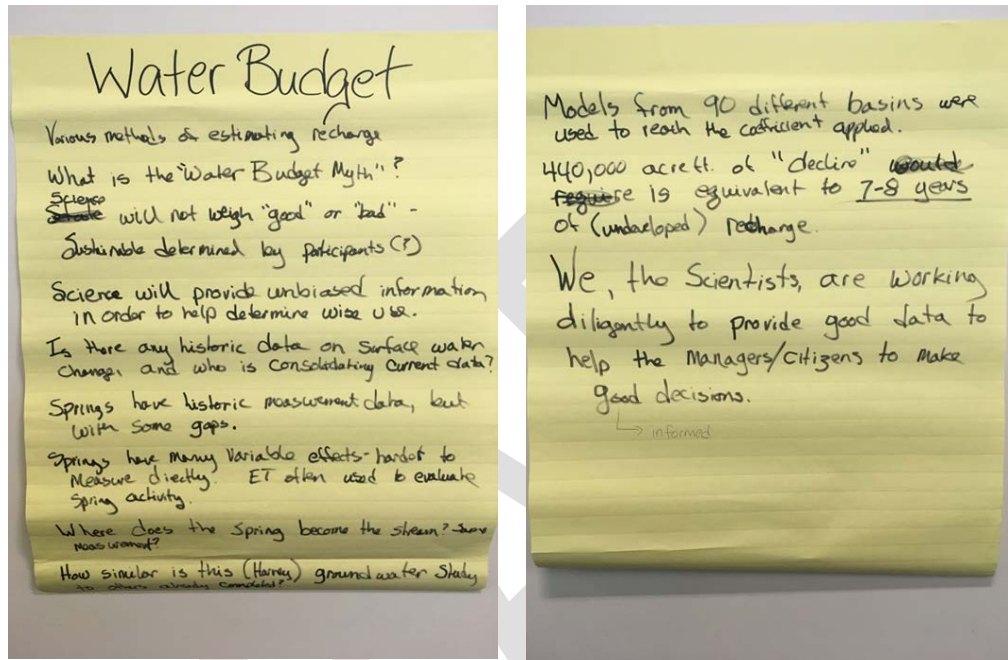 Water Budget
Various methods of estimating recharge
What is the "Water Budget Myth"?
Science
will not weigh "good" or "bad" -
Sustainable determined by participants (?)
Science will provide unbiased information
in order to help determine wise use.
Is there any historic data on surface water
change, and who is consolidating current data?
Springs have historic measurement data, but
with some gaps.
Springs have many variable effects - harder to
measure directly. ET often used to evaluate
Spring activity.
Where does the spring become the stream? - Same
measurement?
How similar is this (Harney) groundwater study
to others already completed?
Models from 90 different basins were
used to reach the coefficient applied.
440,000 acre ft. of "decline" would
require is equivalent to 7-8 years
of (undeveloped) recharge.
We, the Scientists, are working
diligently to provide good data to
help the Managers/Citizens to make
good decisions.
informed